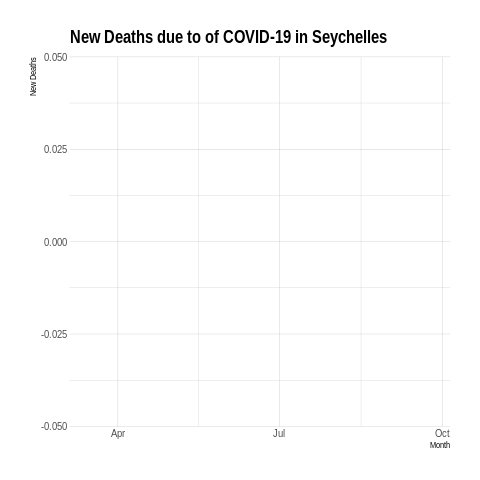 New Deaths due to of COVID-19 in Seychelles
New Deaths
0.050
0.025
0.000
-0.025
-0.050
Apr
Jul
Oct
Month